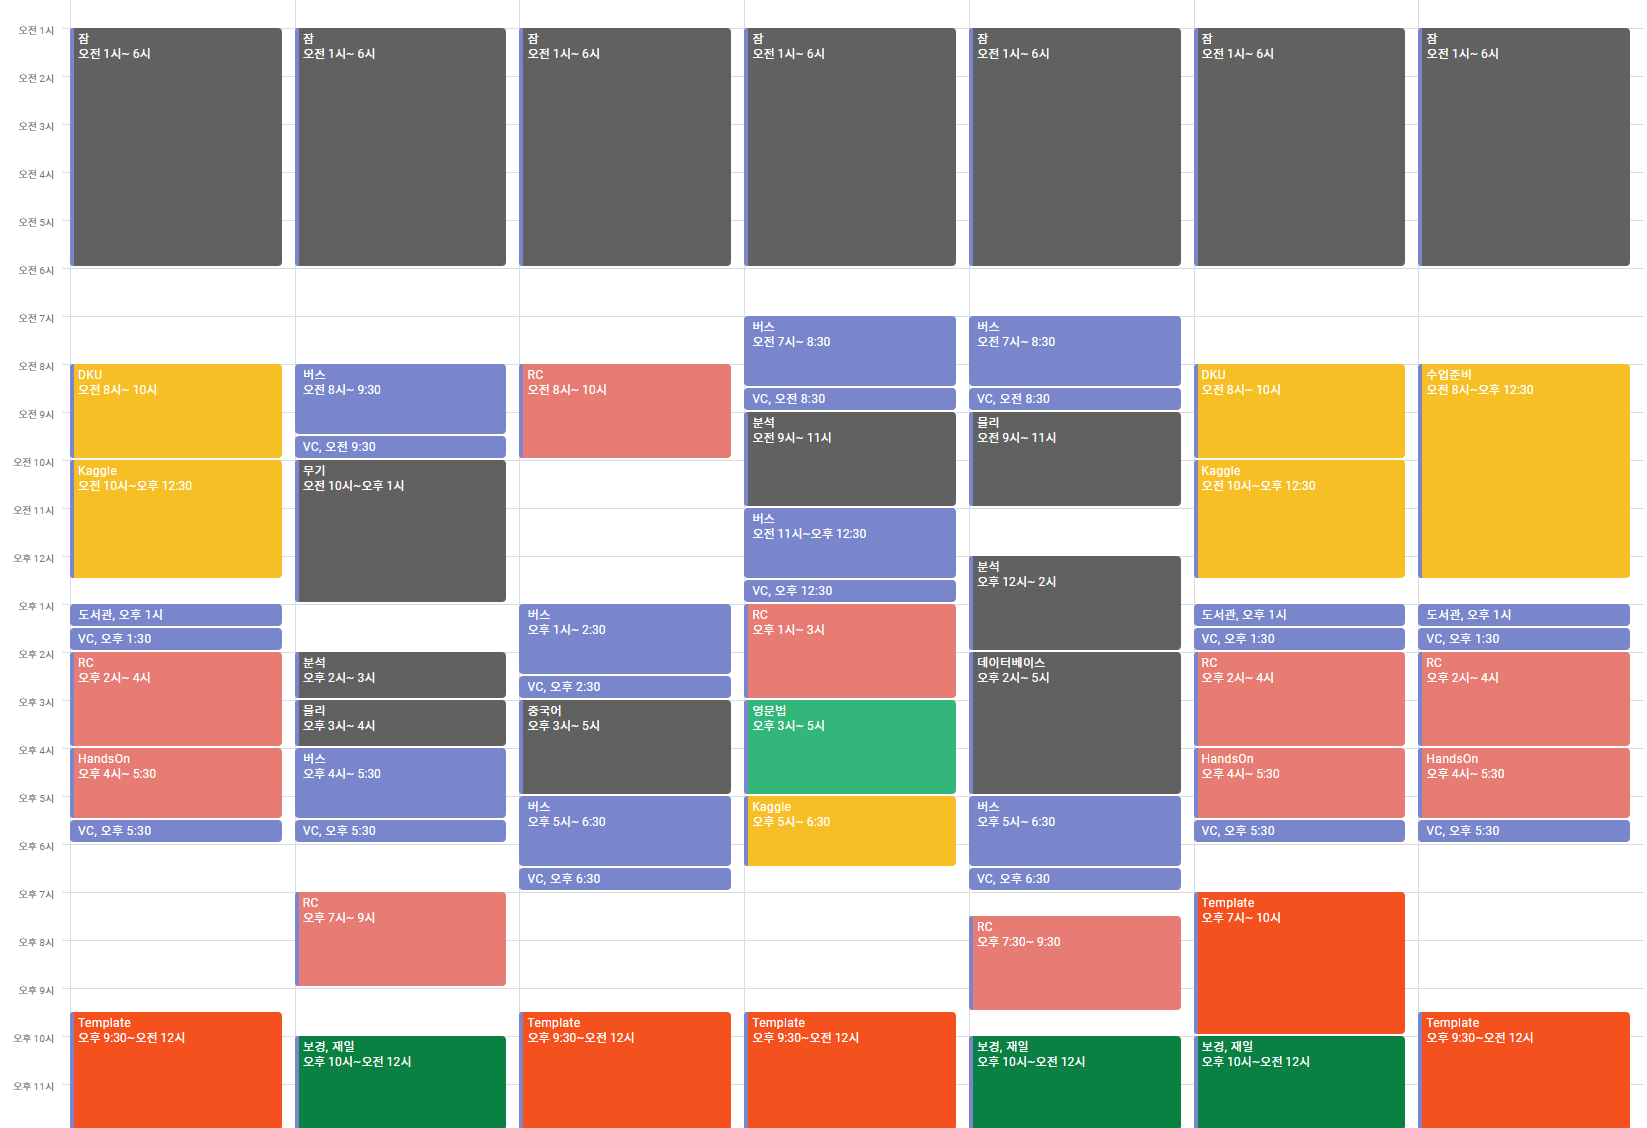 오전 1시
오전 2시
오전 3시
오전 4시
오전 5시
오전 6시
오전 7시
오전 8시
오전 9시
오전 10시
오전 11시
오후 12시
오후 1시
오후 2시
오후 3시
오후 4시
오후 5시
오후 6시
오후 7시
오후 8시
오후 9시
오후 10시
오후 11시
잠
오전 1시~ 6시
DKU
오전 8시~ 10시
Kaggle
오전 10시~오후 12:30
도서관, 오후 1시
VC, 오후 1:30
RC
오후 2시~ 4시
HandsOn
오후 4시~ 5:30
VC, 오후 5:30
Template
오후 9:30~오전 12시
잠
오전 1시~ 6시
버스
오전 8시~ 9:30
VC, 오전 9:30
무기
오전 10시~오후 1시
분석
오후 2시~ 3시
물리
오후 3시~ 4시
버스
오후 4시~ 5:30
VC, 오후 5:30
RC
오후 7시~ 9시
보경, 재일
오후 10시~오전 12시
잠
오전 1시~ 6시
RC
오전 8시~ 10시
버스
오후 1시~ 2:30
VC, 오후 2:30
중국어
오후 3시~ 5시
버스
오후 5시~ 6:30
VC, 오후 6:30
Template
오후 9:30~오전 12시
잠
오전 1시~ 6시
버스
오전 7시~ 8:30
VC, 오전 8:30
분석
오전 9시~ 11시
버스
오전 11시~오후 12:30
VC, 오후 12:30
RC
오후 1시~ 3시
영문법
오후 3시~ 5시
Kaggle
오후 5시~ 6:30
Template
오후 9:30~오전 12시
잠
오전 1시~ 6시
버스
오전 7시~ 8:30
VC, 오전 8:30
물리
오전 9시~ 11시
분석
오후 12시~ 2시
데이터베이스
오후 2시~ 5시
버스
오후 5시~ 6:30
VC, 오후 6:30
RC
오후 7:30~ 9:30
보경, 재일
오후 10시~오전 12시
잠
오전 1시~ 6시
DKU
오전 8시~ 10시
Kaggle
오전 10시~오후 12:30
도서관, 오후 1시
VC, 오후 1:30
RC
오후 2시~ 4시
HandsOn
오후 4시~ 5:30
VC, 오후 5:30
Template
오후 7시~ 10시
보경, 재일
오후 10시~오전 12시
잠
오전 1시~ 6시
수업준비
오전 8시~오후 12:30
도서관, 오후 1시
VC, 오후 1:30
RC
오후 2시~ 4시
HandsOn
오후 4시~ 5:30
VC, 오후 5:30
Template
오후 9:30~오전 12시